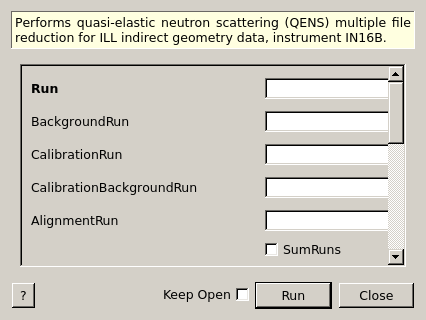 Performs quasi-elastic neutron scattering (QENS) multiple file
reduction for ILL indirect geometry data, instrument IN16B.
Run
BackgroundRun
CalibrationRun
CalibrationBackgroundRun
AlignmentRun
SumRuns
? Keep Open Run Close